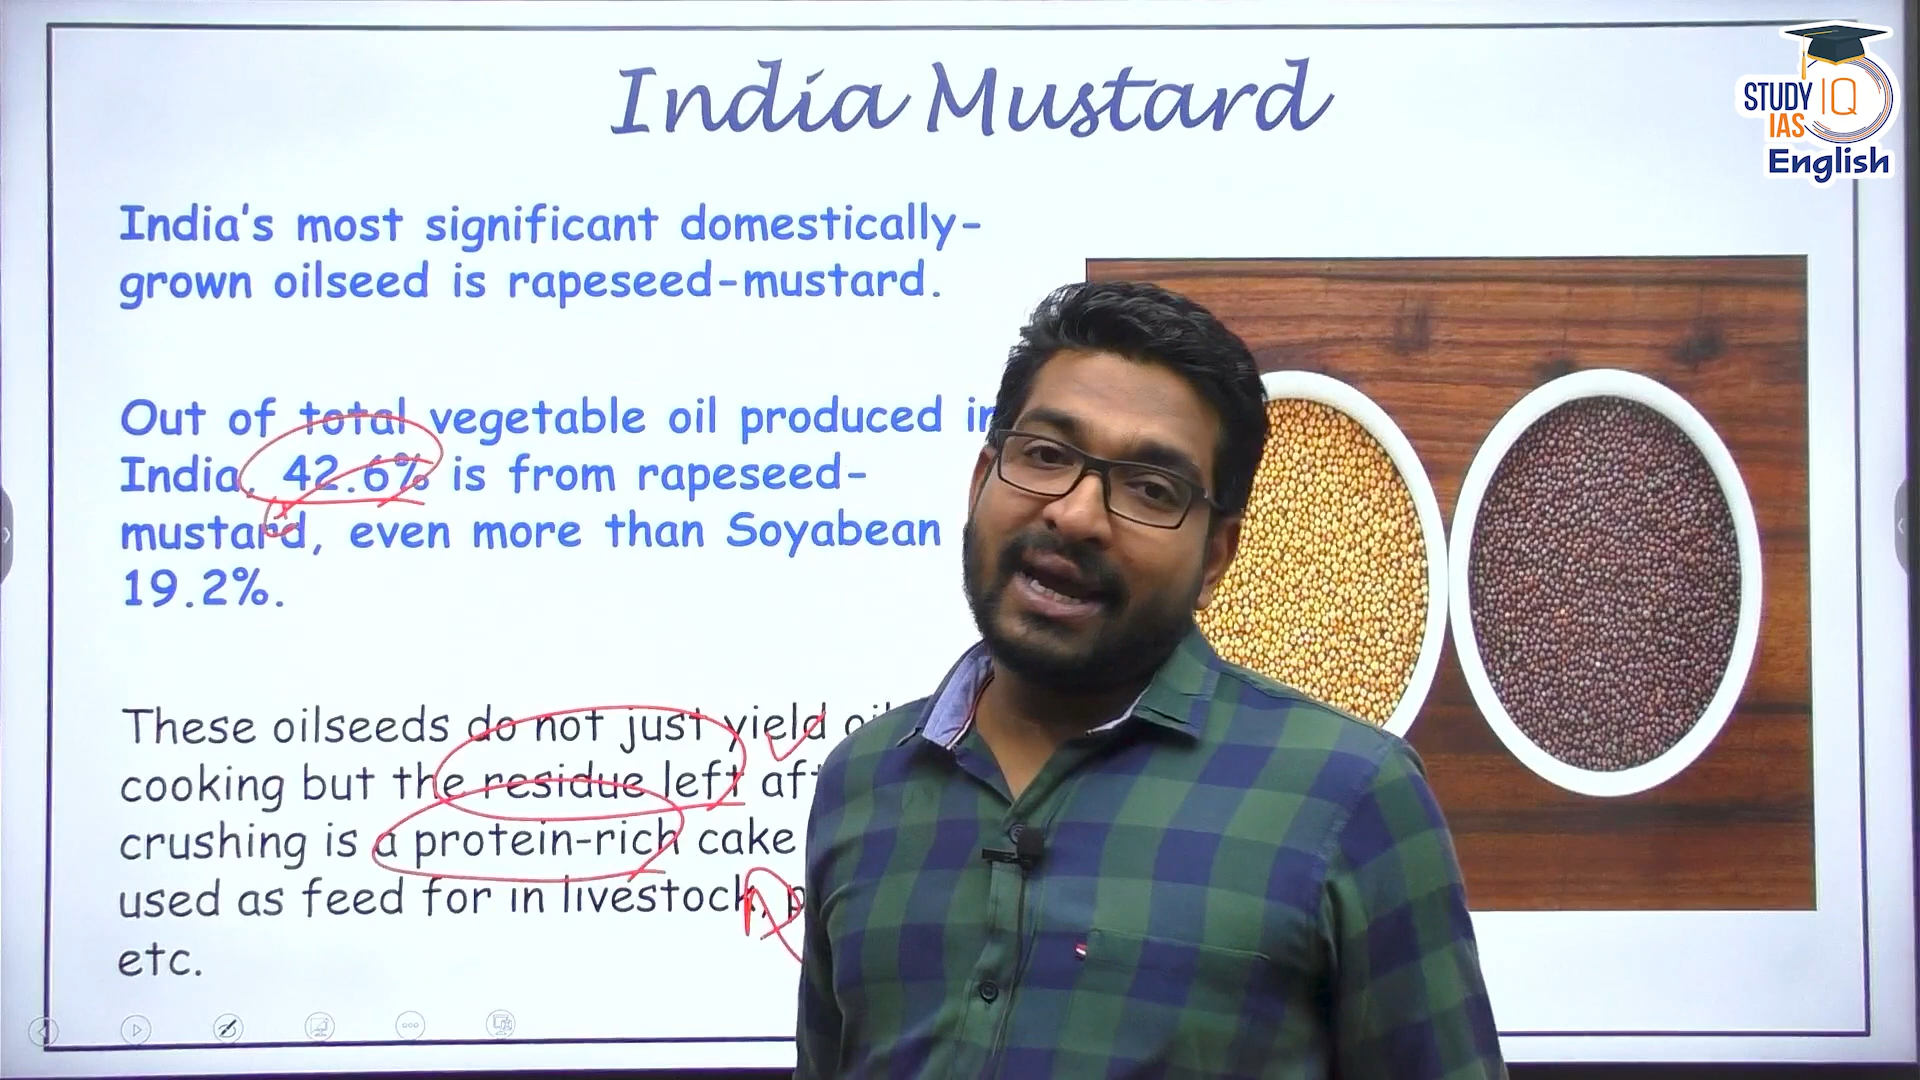 India Mustard
STUDY IQ
IAS
English
India's most significant domestically-
grown oilseed is rapeseed-mustard.
Out of total vegetable oil produced in
India, 42.6% is from rapeseed-
mustard, even more than Soyabean
19.2%.
These oilseeds do not just yield
cooking but the residue left
crushing is a protein-rich cake
used as feed for in livestock,
etc.